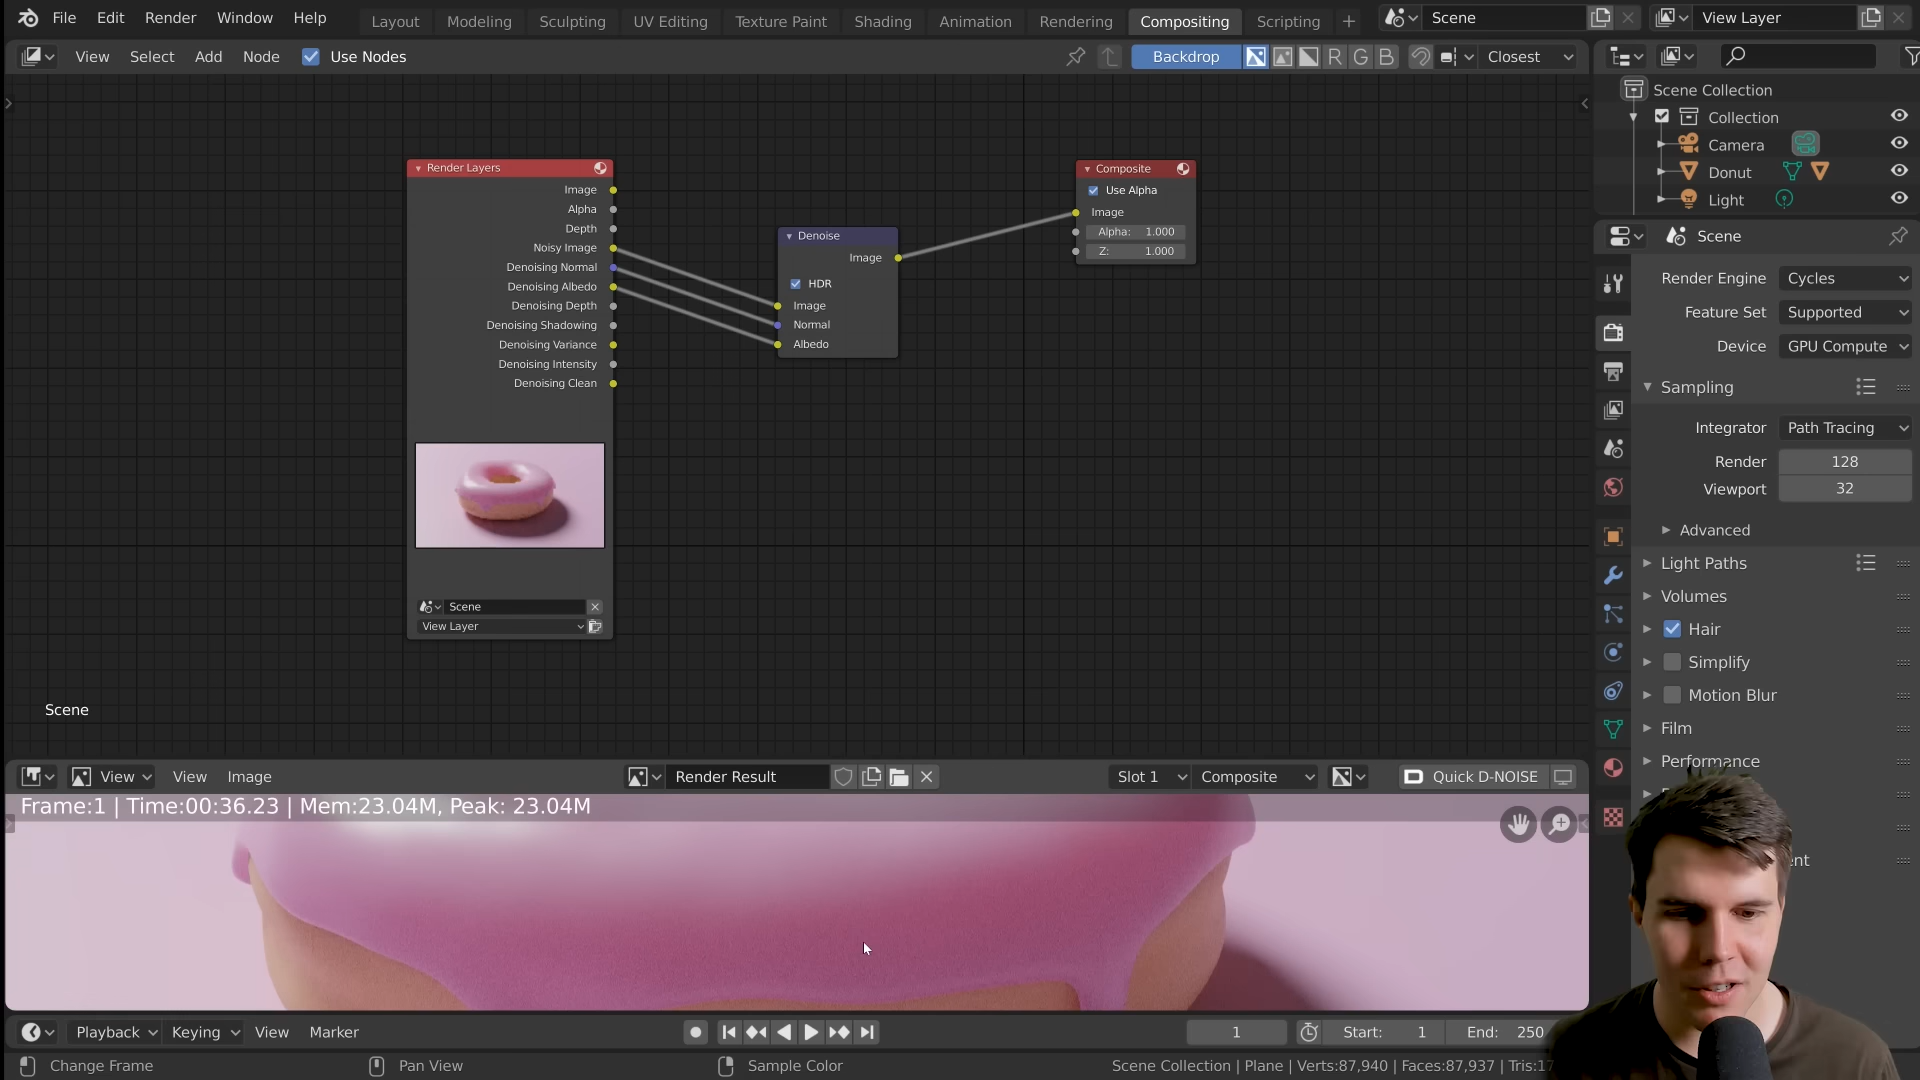 File Edit Render Window Help Layout Modeling Sculpting UV Editing Texture Paint Shading Animation Rendering Compositing Scripting + Scene View Layer
View Select Add Node Use Nodes Backdrop R G B Closest
Scene Collection
Collection
Camera
Donut
Light
Render Layers
Image
Alpha
Depth
Noisy Image
Denoising Normal
Denoising Albedo
Denoising Depth
Denoising Shadowing
Denoising Variance
Denoising Intensity
Denoising Clean
Scene
View Layer
Denoise
Image
HDR
Image
Normal
Albedo
Composite
Use Alpha
Image
Alpha: 1.000
Z: 1.000
Scene
Scene
Render Engine Cycles
Feature Set Supported
Device GPU Compute
Sampling
Integrator Path Tracing
Render 128
Viewport 32
Advanced
Light Paths
Volumes
Hair
Simplify
Motion Blur
Film
Performance
nt
View View Image Render Result Slot 1 Composite Quick D-NOISE
Frame:1 | Time:00:36.23 | Mem:23.04M, Peak: 23.04M
Playback Keying View Marker 1 Start: 1 End: 250
Change Frame Pan View Sample Color Scene Collection | Plane | Verts:87,940 | Faces:87,937 | Tris:17